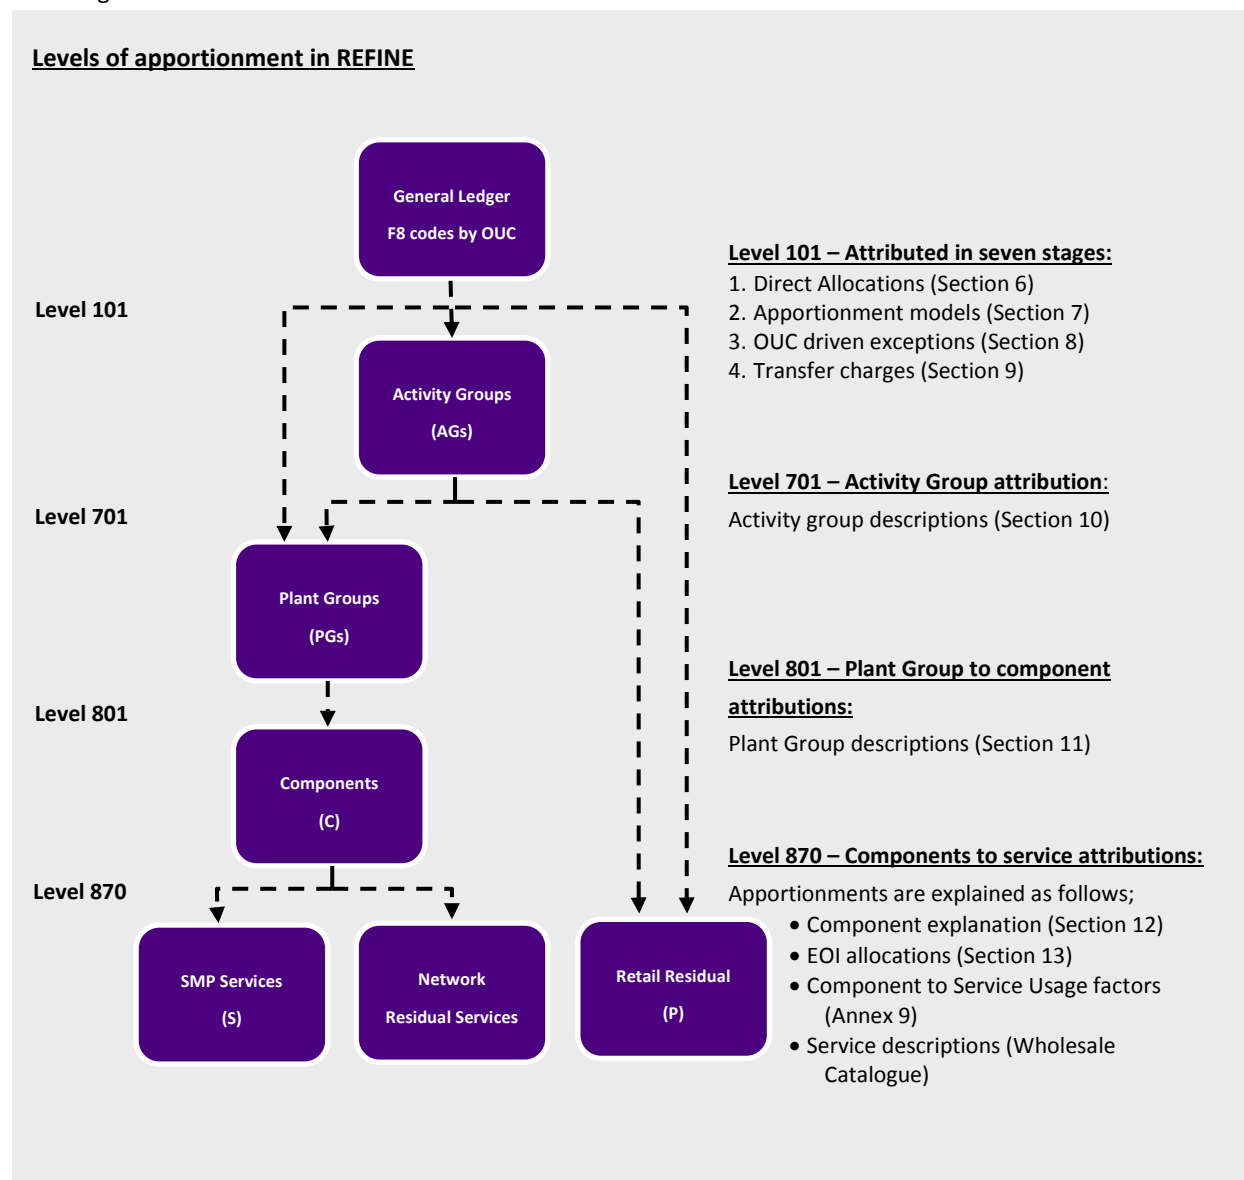 Levels of apportionment in REFINE
General Ledger
F8 codes by OUC
Level 101 – Attributed in seven stages:
1. Direct Allocations (Section 6)
2. Apportionment models (Section 7)
3. OUC driven exceptions (Section 8)
4. Transfer charges (Section 9)
Level 101
Activity Groups
(AGs)
Level 701 – Activity Group attribution:
Activity group descriptions (Section 10)
Level 701
Plant Groups
(PGs)
Level 801 – Plant Group to component
attributions:
Plant Group descriptions (Section 11)
Level 801
Components
(C)
Level 870 – Components to service attributions:
Apportionments are explained as follows;
• Component explanation (Section 12)
• EOI allocations (Section 13)
• Component to Service Usage factors
(Annex 9)
• Service descriptions (Wholesale
Catalogue)
Level 870
SMP Services
(S)
Network
Residual Services
Retail Residual
(P)